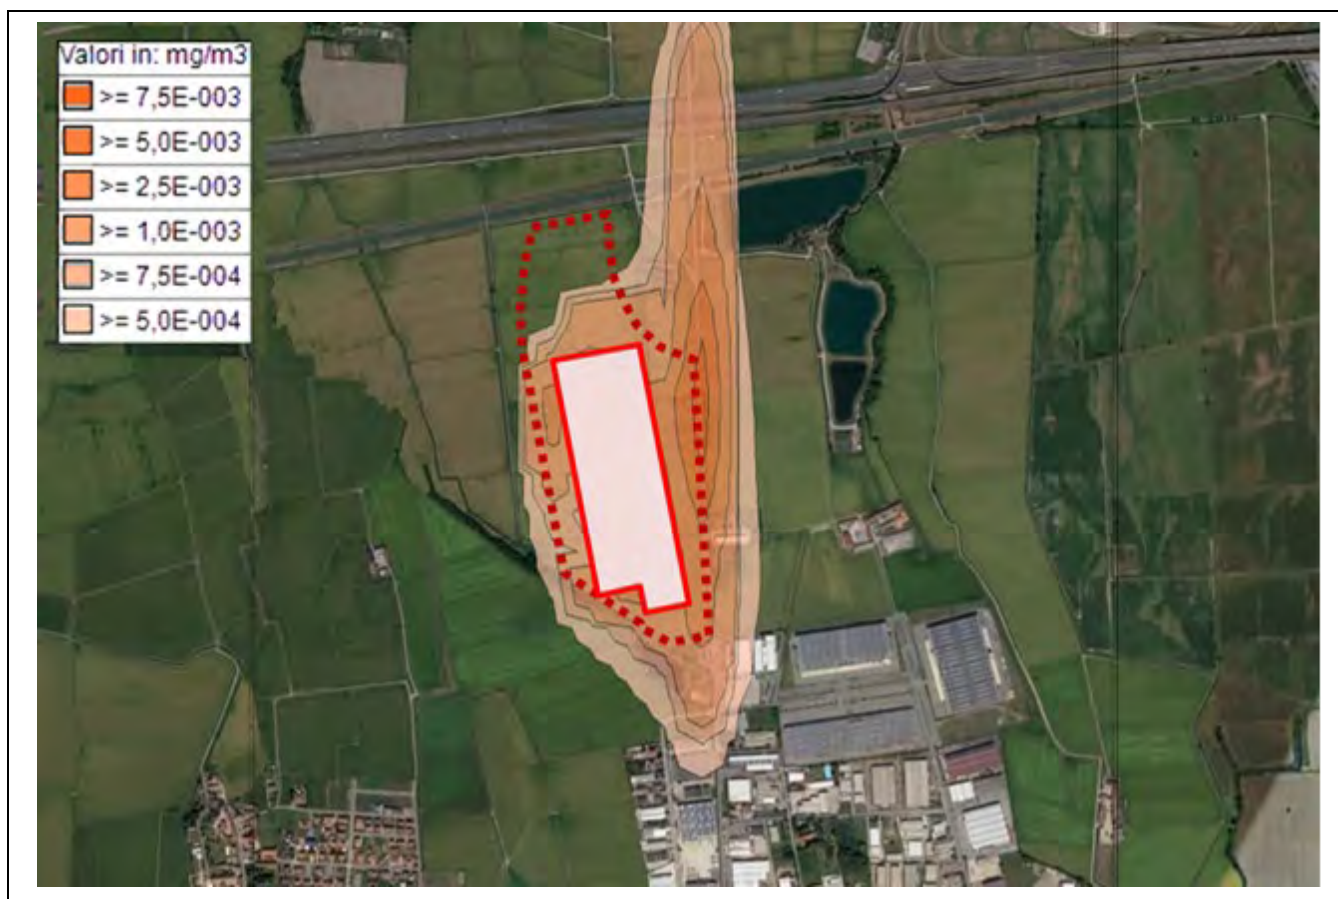 Valori in: mg/m3
>= 7,5E-003
>= 5,0E-003
>= 2,5E-003
>= 1,0E-003
>= 7,5E-004
>= 5,0E-004